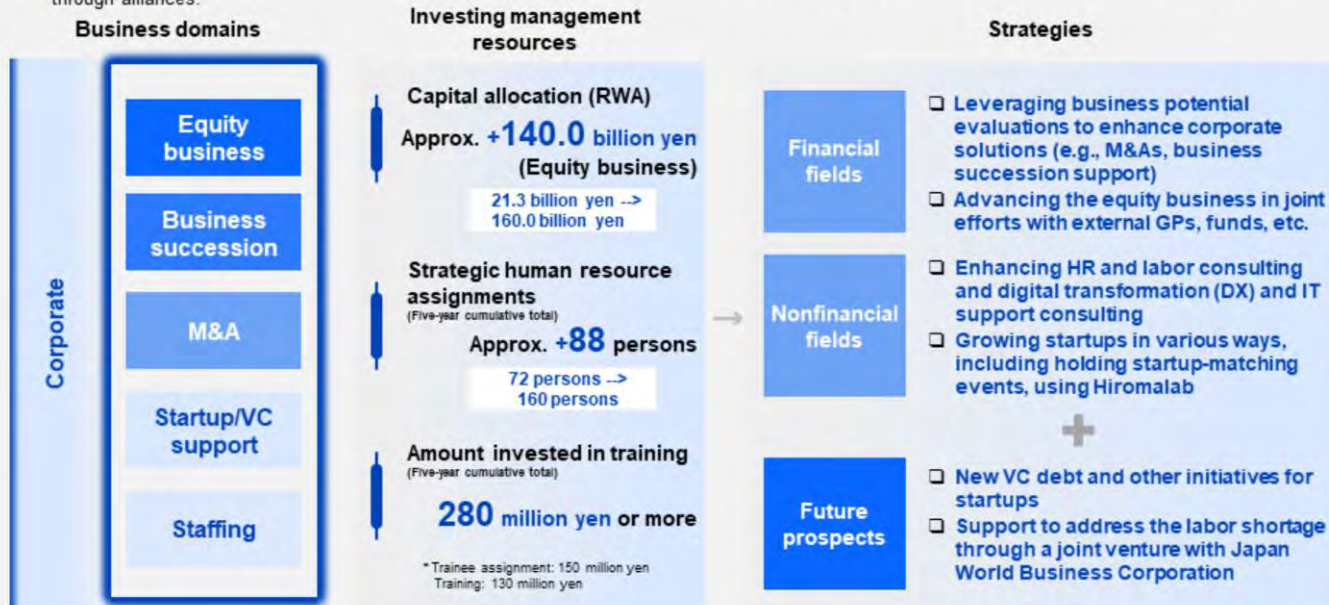 through alliances.
Business domains
Corporate
Equity
business
Business
succession
M&A
Startup/VC
support
Staffing
Investing management
resources
Capital allocation (RWA)
Approx. +140.0 billion yen
(Equity business)
21.3 billion yen -->
160.0 billion yen
Strategic human resource
assignments
(Five-year cumulative total)
Approx. +88 persons
72 persons -->
160 persons
Amount invested in training
(Five-year cumulative total)
280 million yen or more
* Trainee assignment: 150 million yen
Training: 130 million yen
→
Strategies
Financial
fields
❑ Leveraging business potential
evaluations to enhance corporate
solutions (e.g., M&As, business
succession support)
❑ Advancing the equity business in joint
efforts with external GPs, funds, etc.
Nonfinancial
fields
❑ Enhancing HR and labor consulting
and digital transformation (DX) and IT
support consulting
❑ Growing startups in various ways,
including holding startup-matching
events, using Hiromalab
+
Future
prospects
❑ New VC debt and other initiatives for
startups
❑ Support to address the labor shortage
through a joint venture with Japan
World Business Corporation